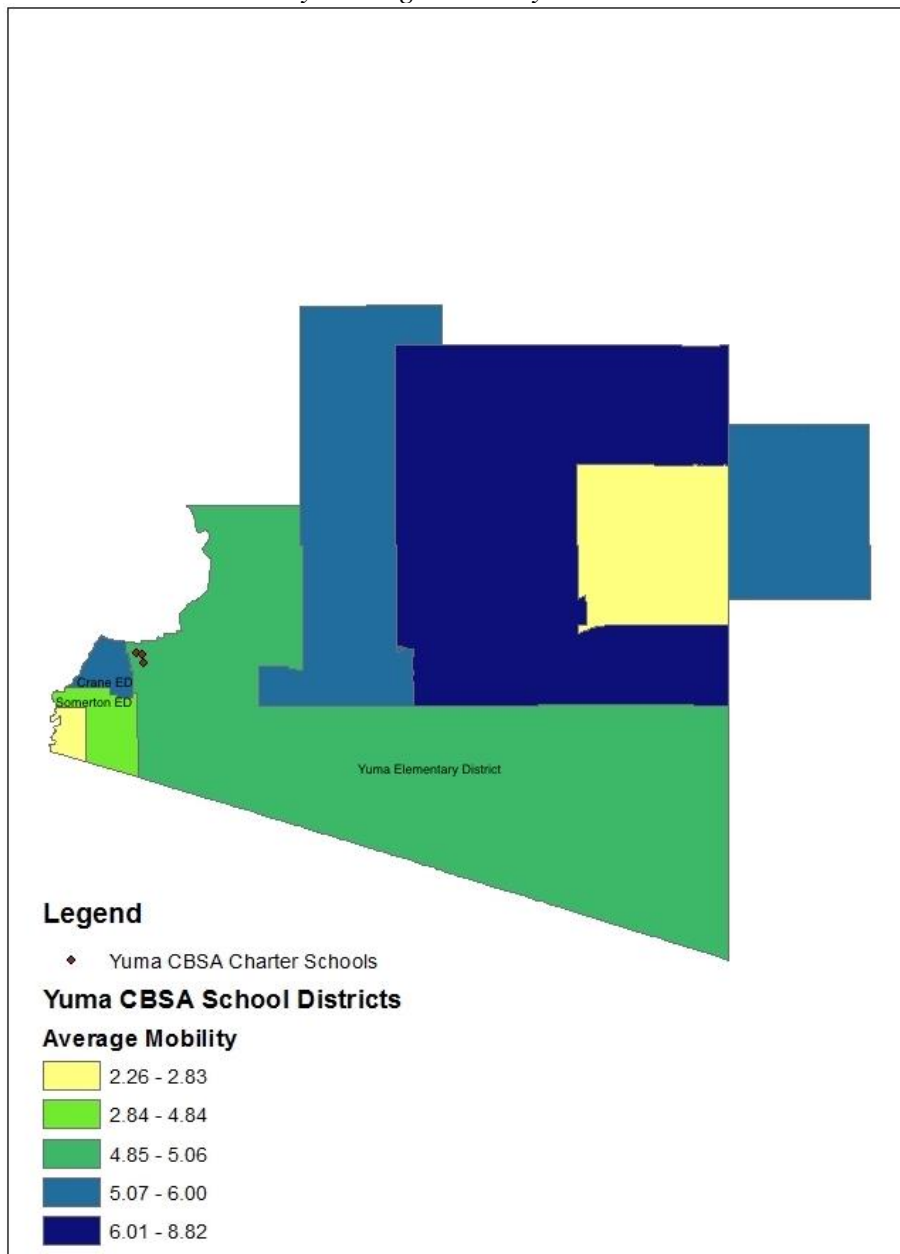 Crane ED
Somerton ED
Yuma Elementary District
Legend
Yuma CBSA Charter Schools
Yuma CBSA School Districts
Average Mobility
2.26 - 2.83
2.84 - 4.84
4.85 - 5.06
5.07 - 6.00
6.01 - 8.82